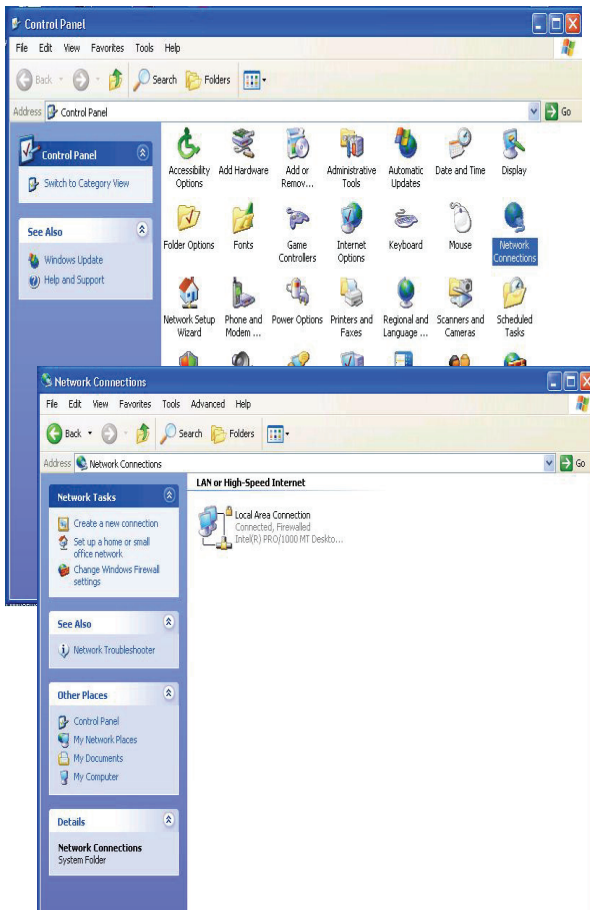 Control Panel
File Edit View Favorites Tools Help
Back Search Folders
Address Control Panel Go
Control Panel
Switch to Category View
See Also
Windows Update
Help and Support
Accessibility Options
Add Hardware
Add or Remov...
Administrative Tools
Automatic Updates
Date and Time
Display
Folder Options
Fonts
Game Controllers
Internet Options
Keyboard
Mouse
Network Connections
Network Setup Wizard
Phone and Modem ...
Power Options
Printers and Faxes
Regional and Language ...
Scanners and Cameras
Scheduled Tasks
Network Connections
File Edit View Favorites Tools Advanced Help
Back Search Folders
Address Network Connections Go
Network Tasks
Create a new connection
Set up a home or small
office network
Change Windows Firewall
settings
See Also
Network Troubleshooter
Other Places
Control Panel
My Network Places
My Documents
My Computer
Details
Network Connections
System Folder
LAN or High-Speed Internet
Local Area Connection
Connected, Firewalled
Intel(R) PRO/1000 MT Deskto...